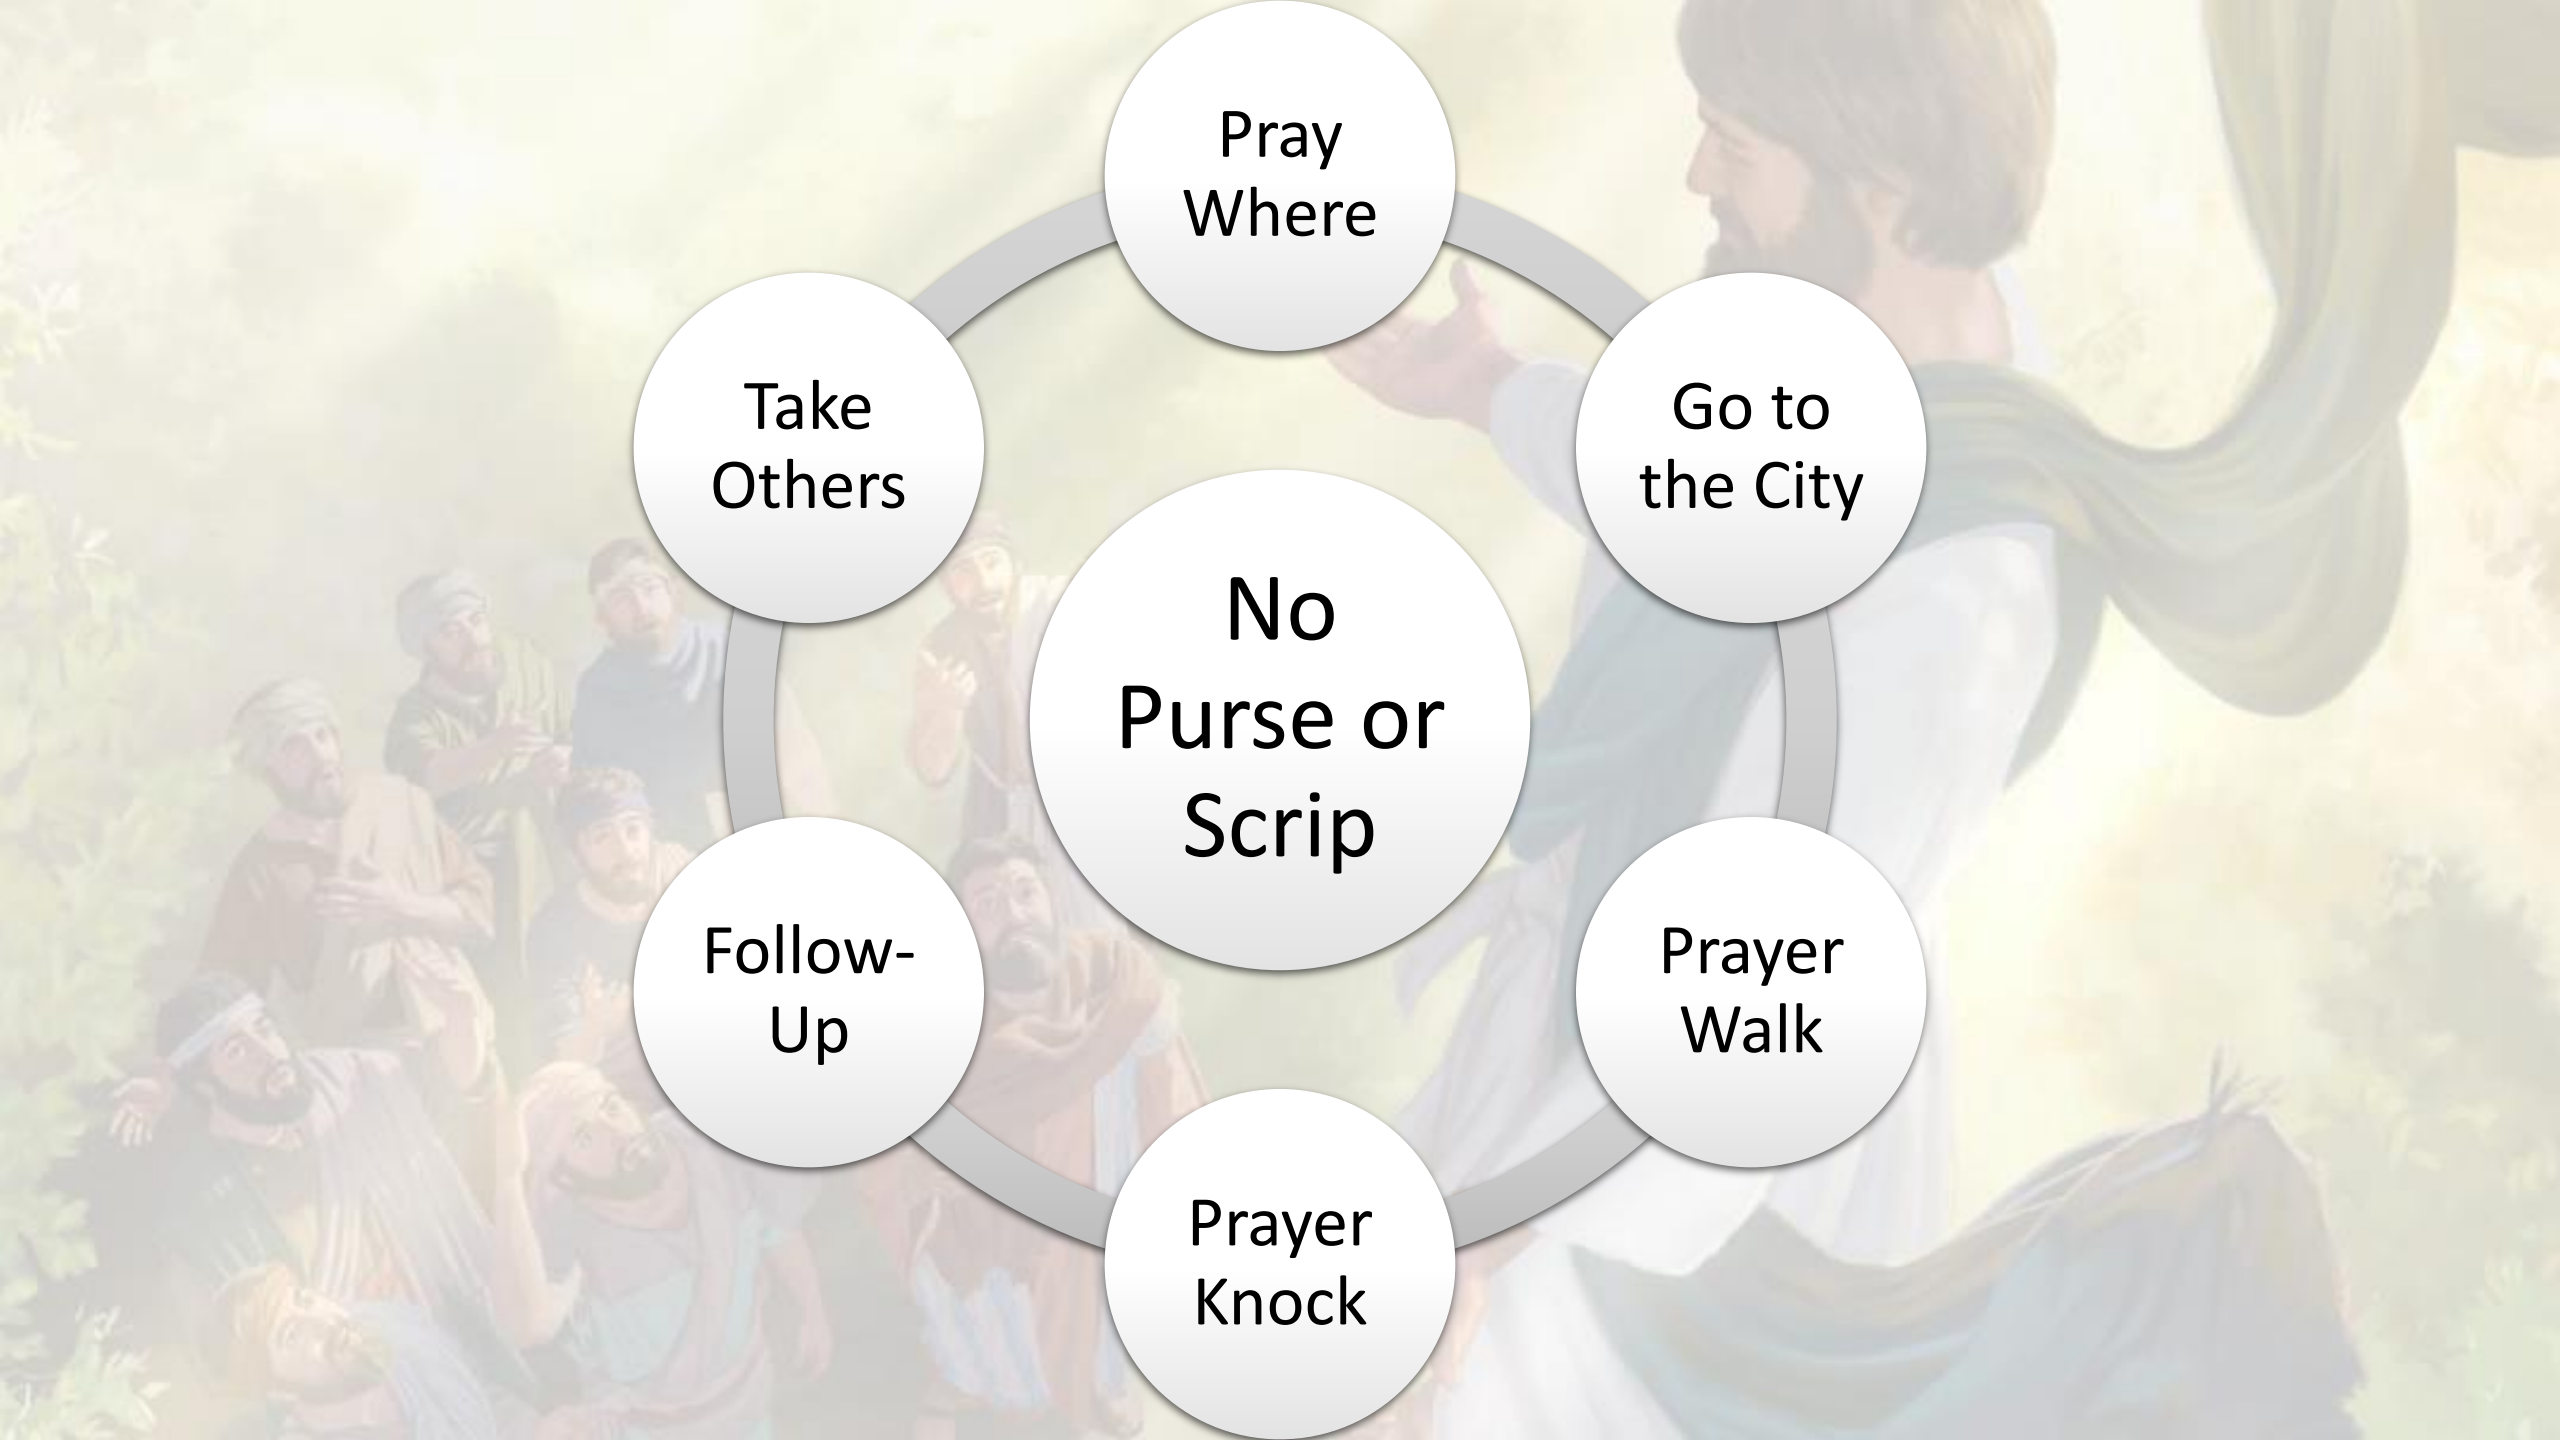 Pray
Where
Go to
the City
Prayer
Walk
Prayer
Knock
Follow-
Up
Take
Others
No
Purse or
Scrip